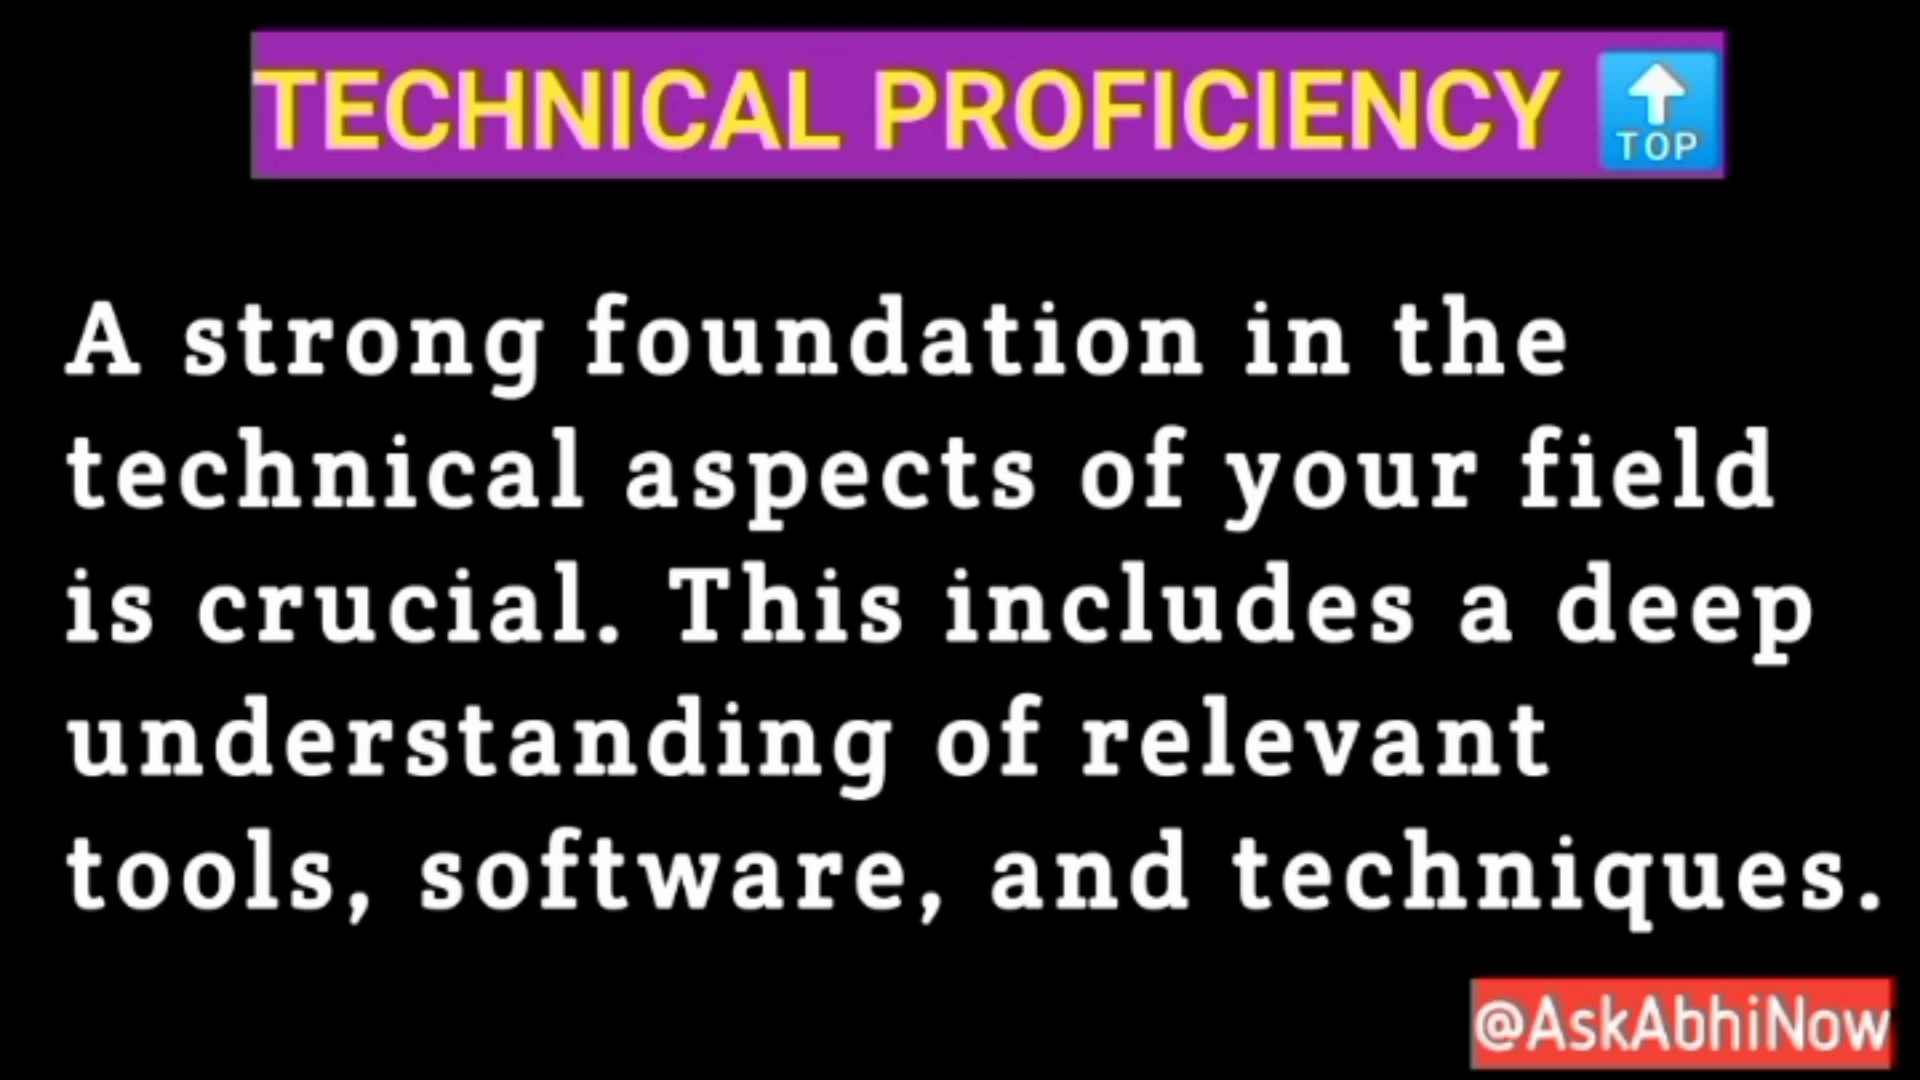 TECHNICAL PROFICIENCY 🔝
A strong foundation in the
technical aspects of your field
is crucial. This includes a deep
understanding of relevant
tools, software, and techniques.
@AskAbhiNow